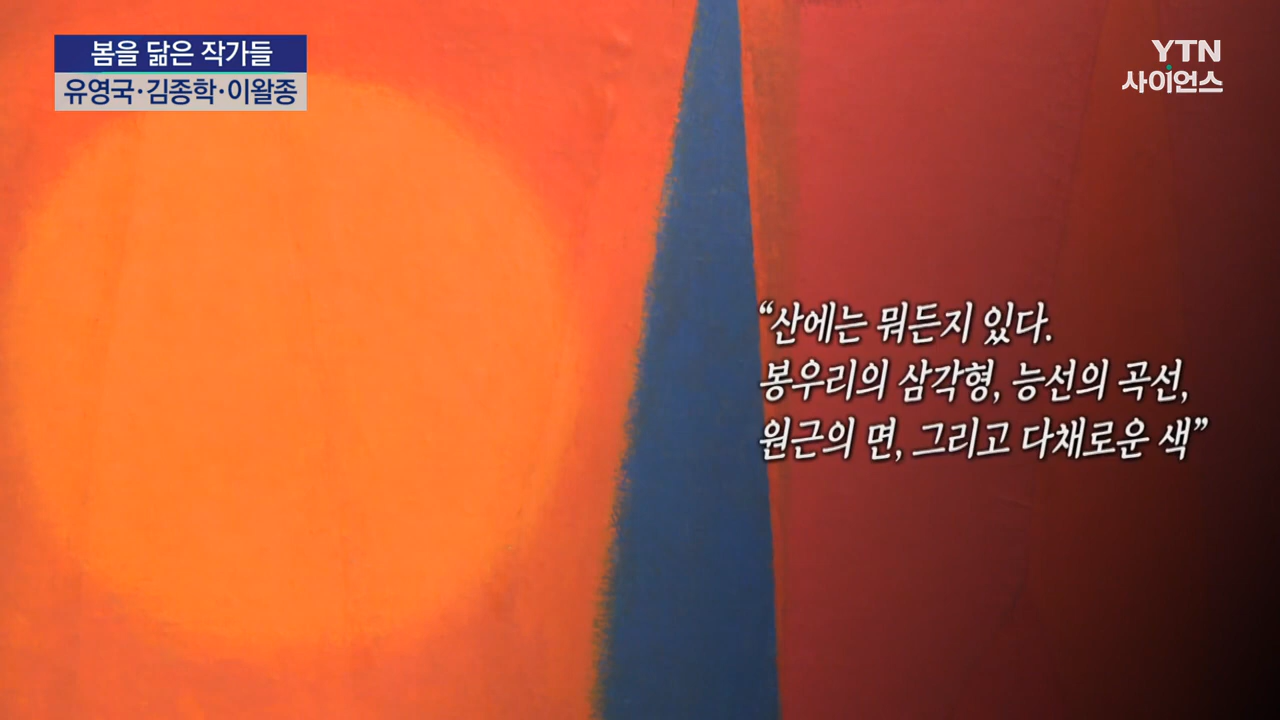 봄을 닮은 작가들
유영국·김종학·이왈종
YTN
사이언스
“산에는 뭐든지 있다.
봉우리의 삼각형, 능선의 곡선,
원근의 면, 그리고 다채로운 색”